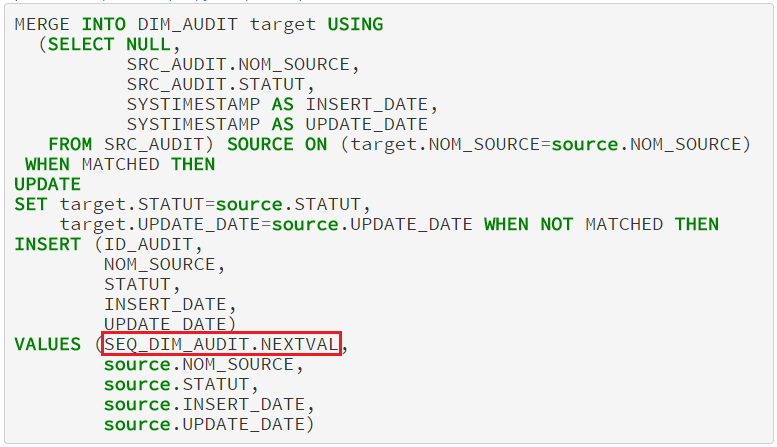 MERGE INTO DIM_AUDIT target USING
(SELECT NULL,
SRC_AUDIT.NOM_SOURCE,
SRC_AUDIT.STATUT,
SYSTIMESTAMP AS INSERT_DATE,
SYSTIMESTAMP AS UPDATE_DATE
FROM SRC_AUDIT) SOURCE ON (target.NOM_SOURCE=source.NOM_SOURCE)
WHEN MATCHED THEN
UPDATE
SET target.STATUT=source.STATUT,
target.UPDATE_DATE=source.UPDATE_DATE WHEN NOT MATCHED THEN
INSERT (ID_AUDIT,
NOM_SOURCE,
STATUT,
INSERT_DATE,
UPDATE_DATE)
VALUES (SEQ_DIM_AUDIT.NEXTVAL,
source.NOM_SOURCE,
source.STATUT,
source.INSERT_DATE,
source.UPDATE_DATE)